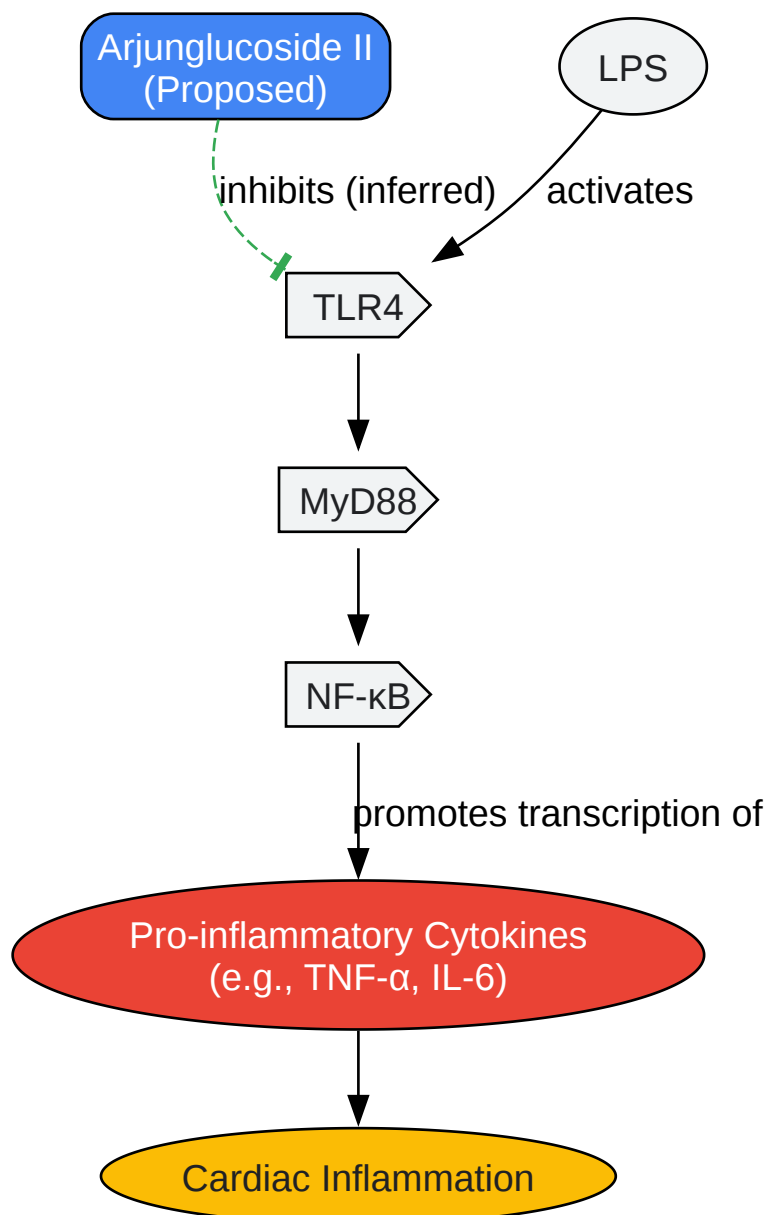 Arjunglucoside II
(Proposed)
LPS
inhibits (inferred)
activates
TLR4
MyD88
NF-κB
promotes transcription of
Pro-inflammatory Cytokines
(e.g., TNF-α, IL-6)
Cardiac Inflammation